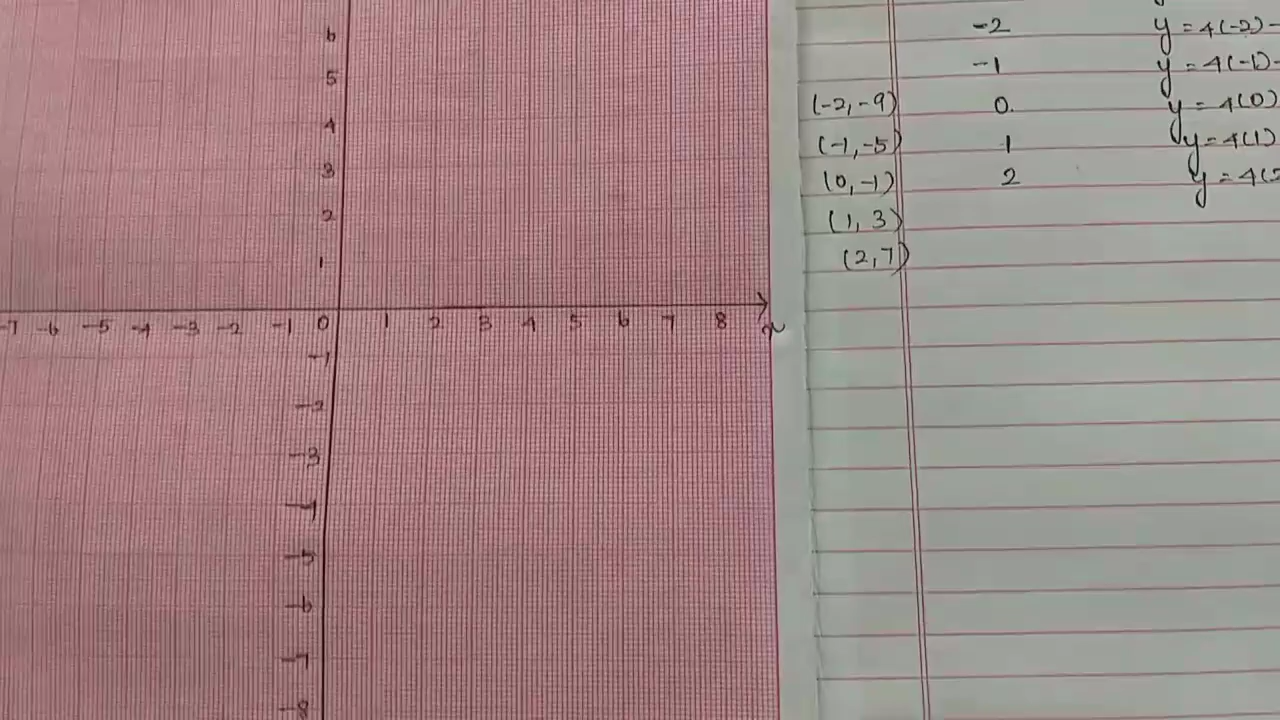 6
5
4
3
2
1
-7 -6 -5 -4 -3 -2 -1 0 1 2 3 4 5 6 7 8 x
-1
-2
-3
-4
-5
-6
-7
-8
-2 y = 4(-2) -
-1 y = 4(-1) -
(-2, -9) 0 y = 4(0)
(-1, -5) 1 y = 4(1)
(0, -1) 2 y = 4(2
(1, 3)
(2, 7)